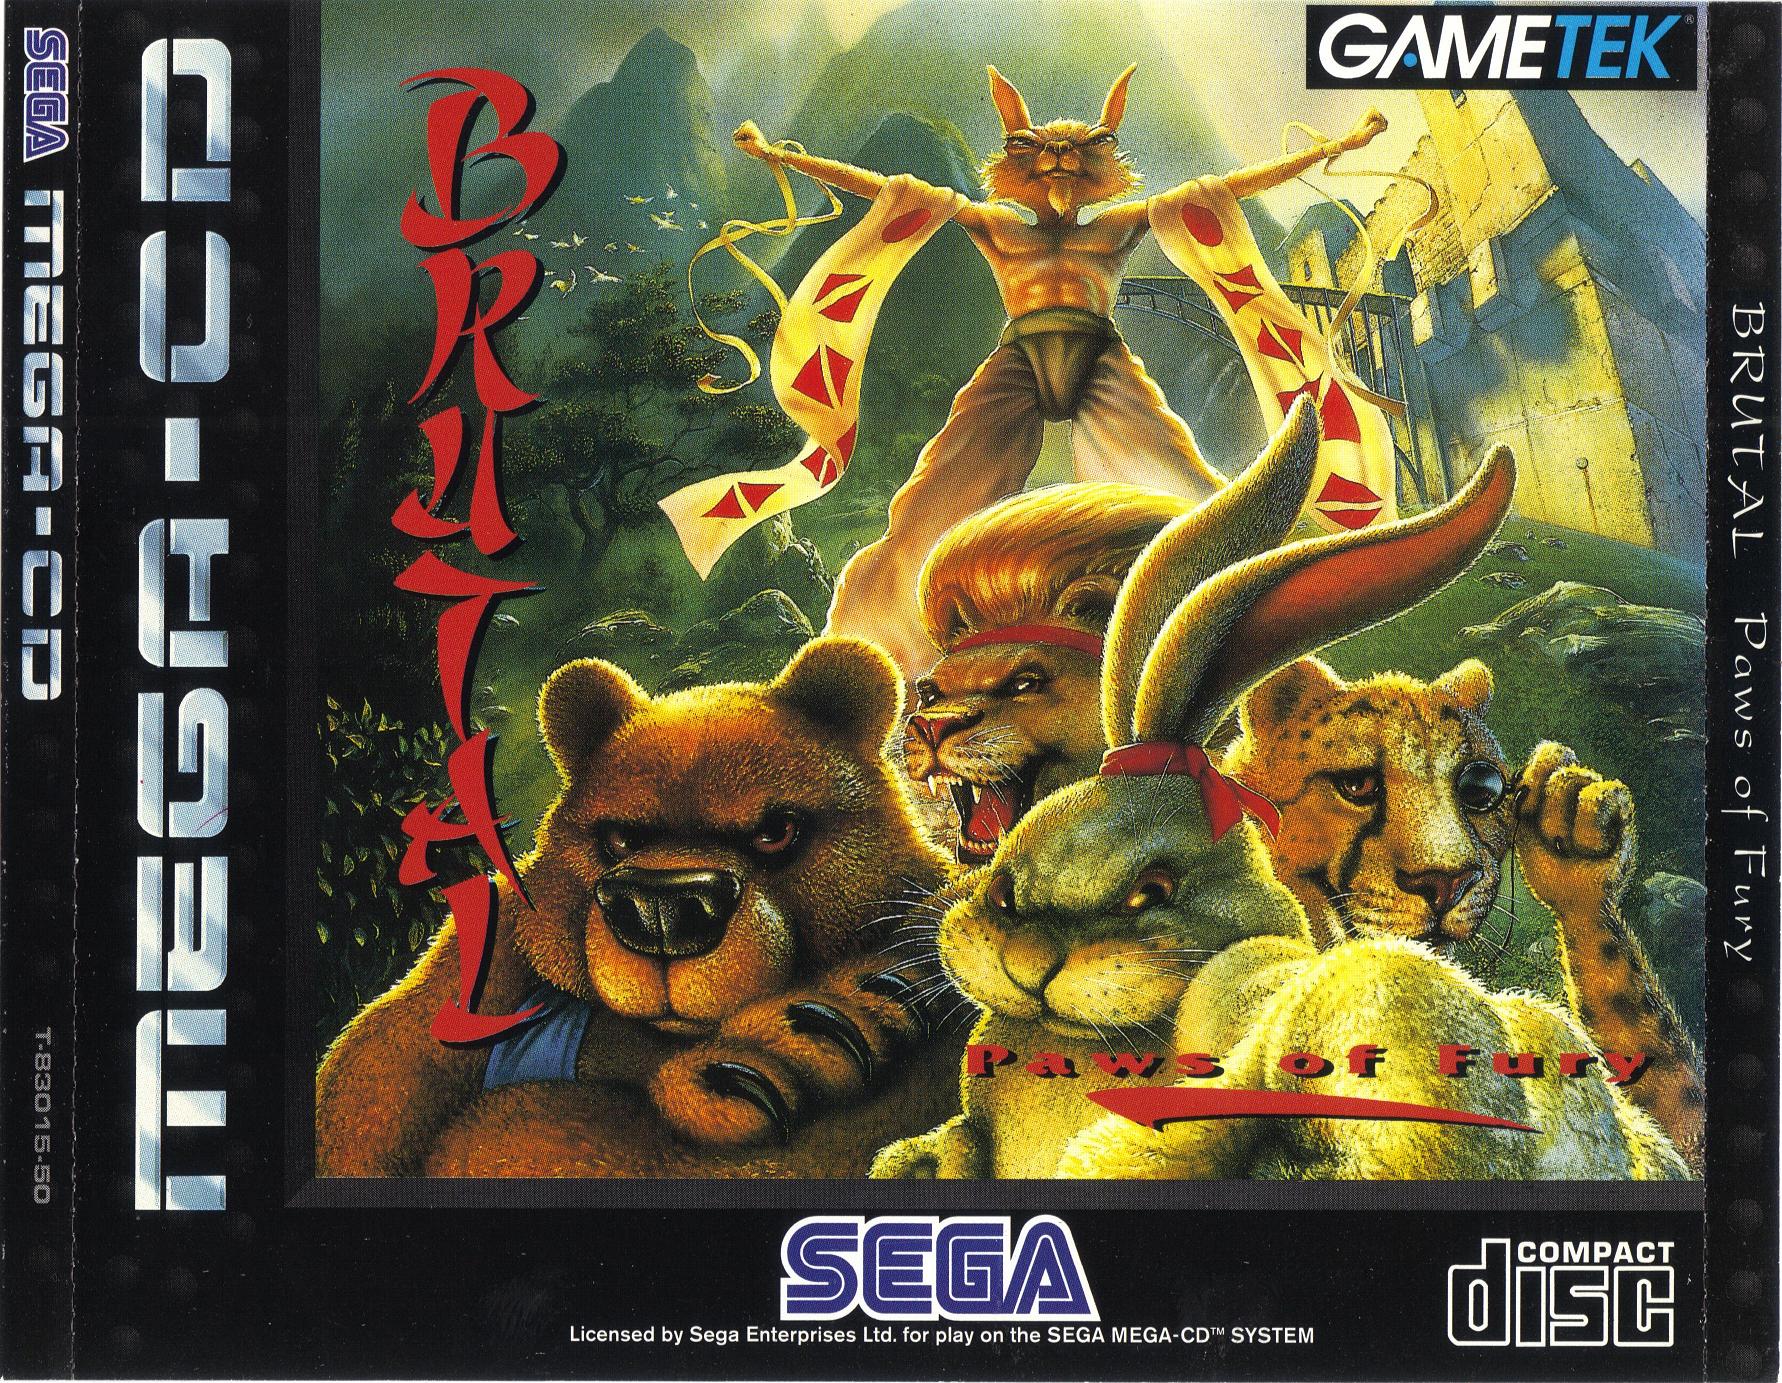 SEGA MEGA-CD T-83015-50
MEGA-CD
GAMETEK®
BRUTAL
Paws of Fury
SEGA
Licensed by Sega Enterprises Ltd. for play on the SEGA MEGA-CD™ SYSTEM
COMPACT
disc
BRUTAL Paws of Fury